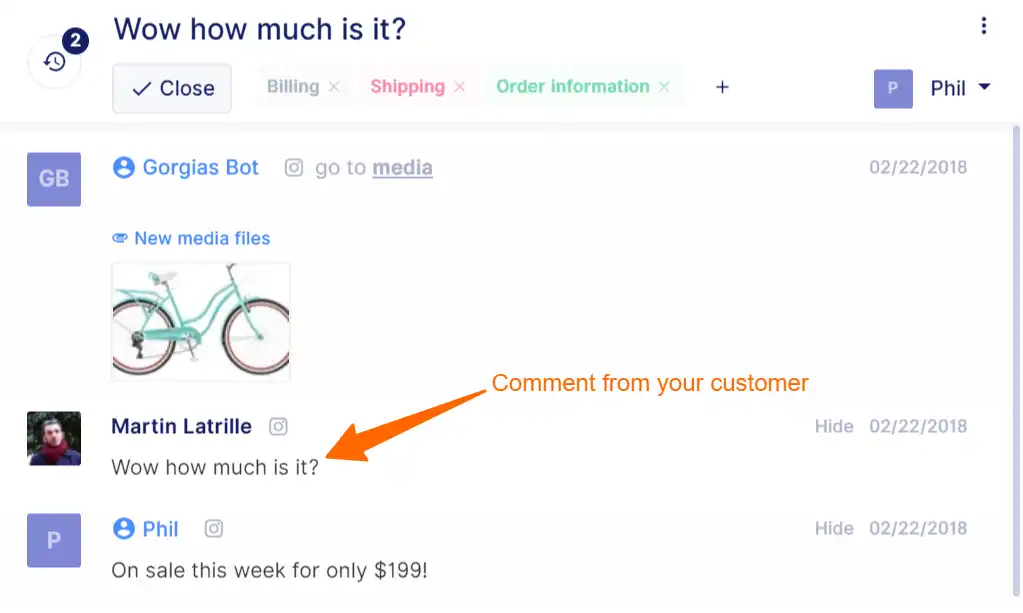 2
Wow how much is it?
Close
Billing
Shipping
Order information
+
P
Phil
GB
Gorgias Bot
go to media
02/22/2018
New media files
Comment from your customer
Martin Latrille
Hide 02/22/2018
Wow how much is it?
P
Phil
Hide 02/22/2018
On sale this week for only $199!